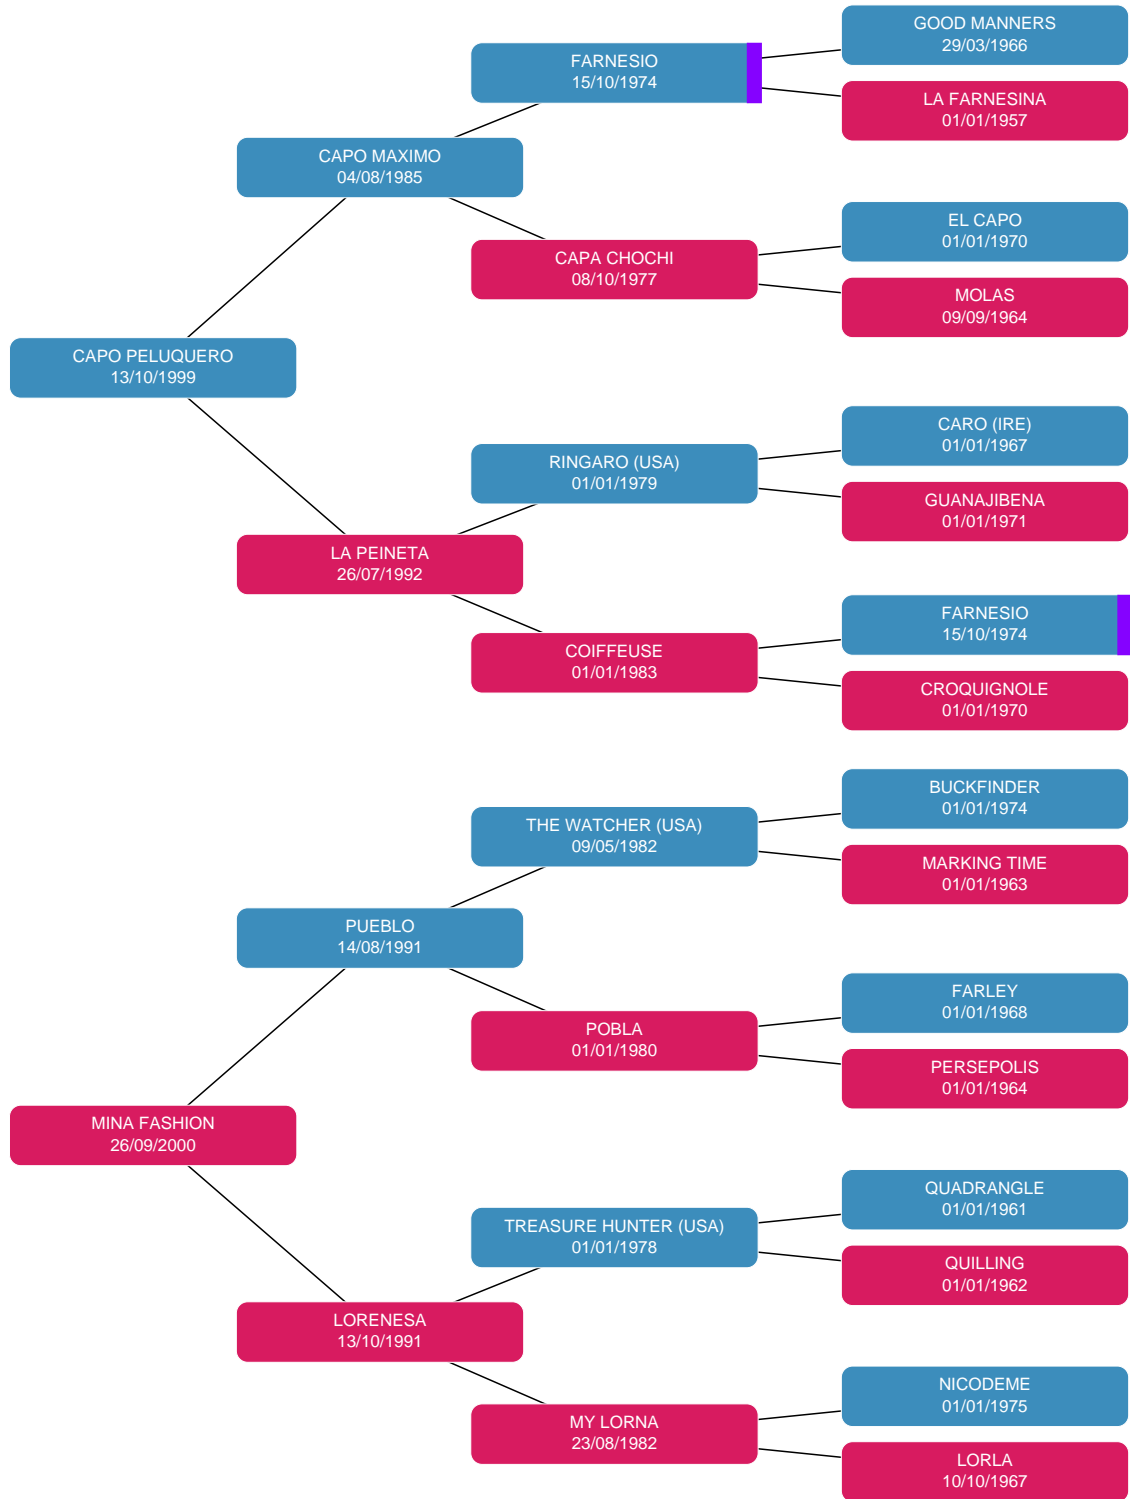 GOOD MANNERS
29/03/1966
FARNESIO
15/10/1974
LA FARNESINA
01/01/1957
CAPO MAXIMO
04/08/1985
EL CAPO
01/01/1970
CAPA CHOCHI
08/10/1977
MOLAS
09/09/1964
CAPO PELUQUERO
13/10/1999
CARO (IRE)
01/01/1967
RINGARO (USA)
01/01/1979
GUANAJIBENA
01/01/1971
LA PEINETA
26/07/1992
FARNESIO
15/10/1974
COIFFEUSE
01/01/1983
CROQUIGNOLE
01/01/1970
BUCKFINDER
01/01/1974
THE WATCHER (USA)
09/05/1982
MARKING TIME
01/01/1963
PUEBLO
14/08/1991
FARLEY
01/01/1968
POBLA
01/01/1980
PERSEPOLIS
01/01/1964
MINA FASHION
26/09/2000
QUADRANGLE
01/01/1961
TREASURE HUNTER (USA)
01/01/1978
QUILLING
01/01/1962
LORENESA
13/10/1991
NICODEME
01/01/1975
MY LORNA
23/08/1982
LORLA
10/10/1967